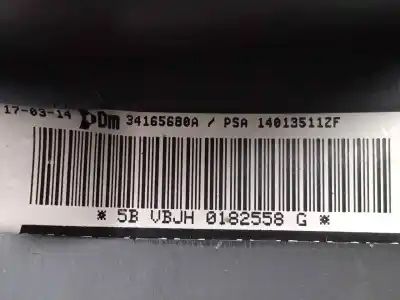 17-03-14 Dm 34165680A / PSA 14013511ZF
* 5B VBJH 0182558 G *